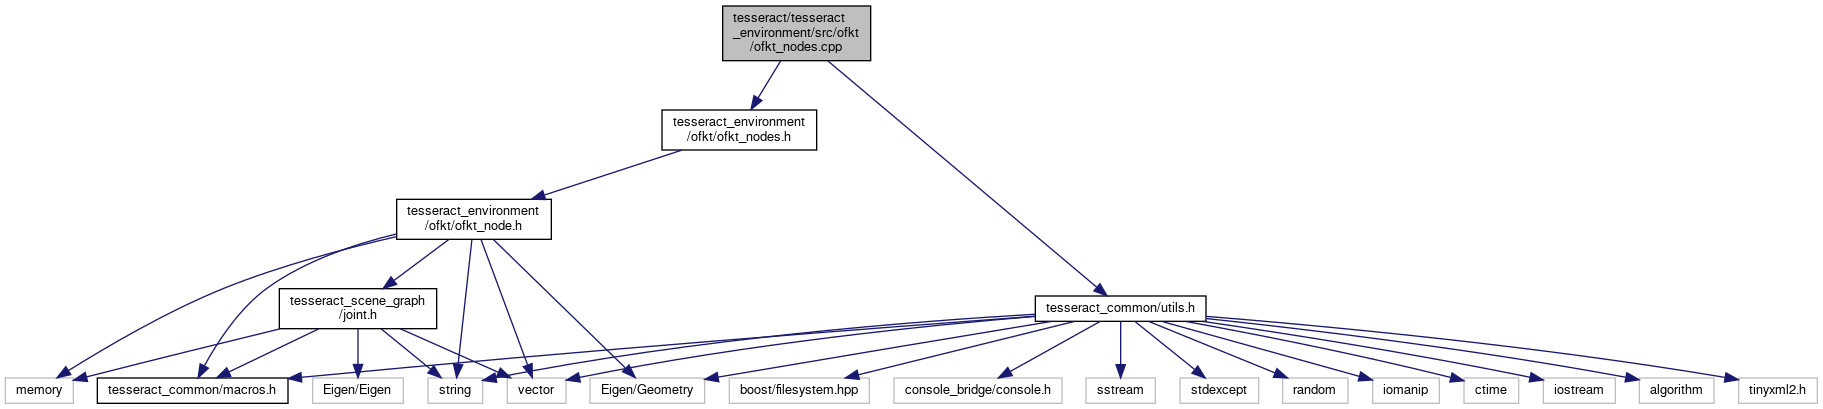 tesseract/tesseract
_environment/src/ofkt
/ofkt_nodes.cpp
tesseract_environment
/ofkt/ofkt_nodes.h
tesseract_environment
/ofkt/ofkt_node.h
tesseract_scene_graph
/joint.h
tesseract_common/utils.h
memory
tesseract_common/macros.h
Eigen/Eigen
string
vector
Eigen/Geometry
boost/filesystem.hpp
console_bridge/console.h
sstream
stdexcept
random
iomanip
ctime
iostream
algorithm
tinyxml2.h